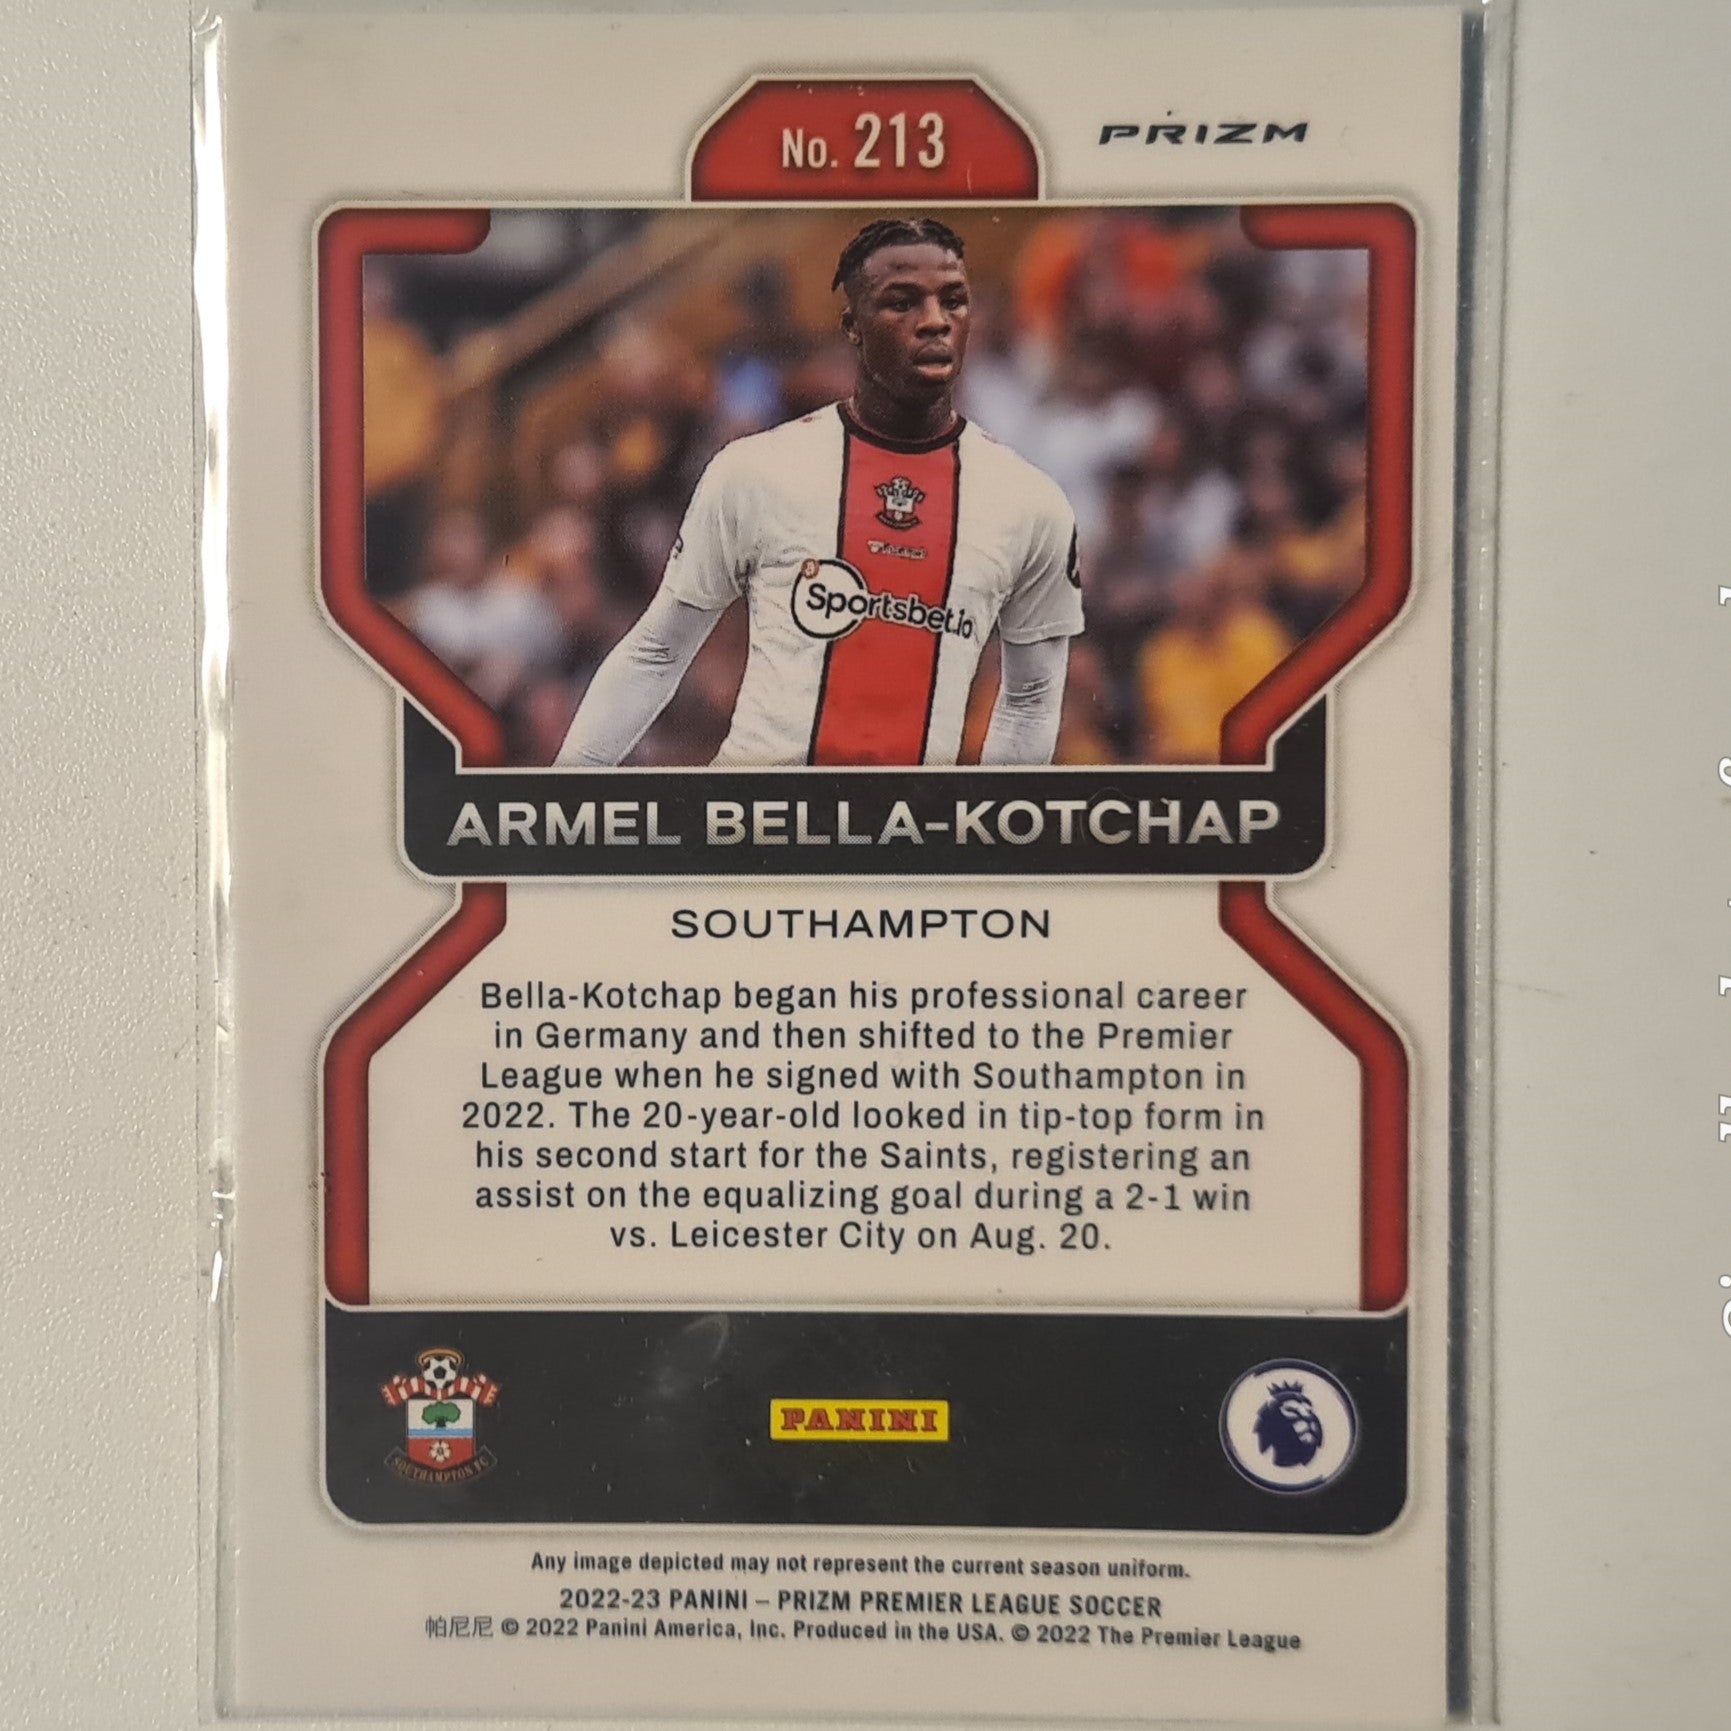 No. 213
PRIZM
Sportsbet.io
ARMEL BELLA-KOTCHAP
SOUTHAMPTON
Bella-Kotchap began his professional career
in Germany and then shifted to the Premier
League when he signed with Southampton in
2022. The 20-year-old looked in tip-top form in
his second start for the Saints, registering an
assist on the equalizing goal during a 2-1 win
vs. Leicester City on Aug. 20.
SOUTHAMPTON FC
PANINI
Any image depicted may not represent the current season uniform.
2022-23 PANINI – PRIZM PREMIER LEAGUE SOCCER
帕尼尼 © 2022 Panini America, Inc. Produced in the USA. © 2022 The Premier League